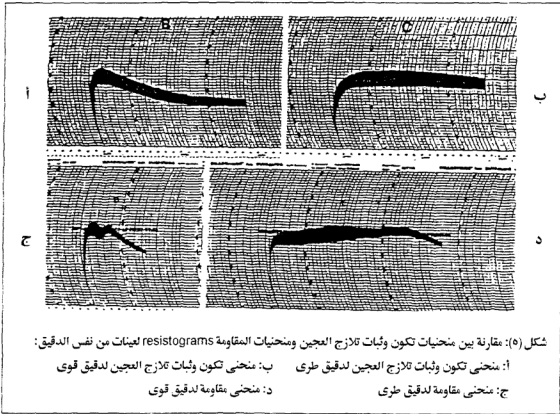 B
C
أ
ب
ج
د
شكل (٥): مقارنة بين منحنيات تكون وثبات تلازج العجين ومنحنيات المقاومة resistograms لعينات من نفس الدقيق:
أ: منحنى تكون وثبات تلازج العجين لدقيق طرى
ب: منحنى تكون وثبات تلازج العجين لدقيق قوى
ج: منحنى مقاومة لدقيق طرى
د: منحنى مقاومة لدقيق قوى